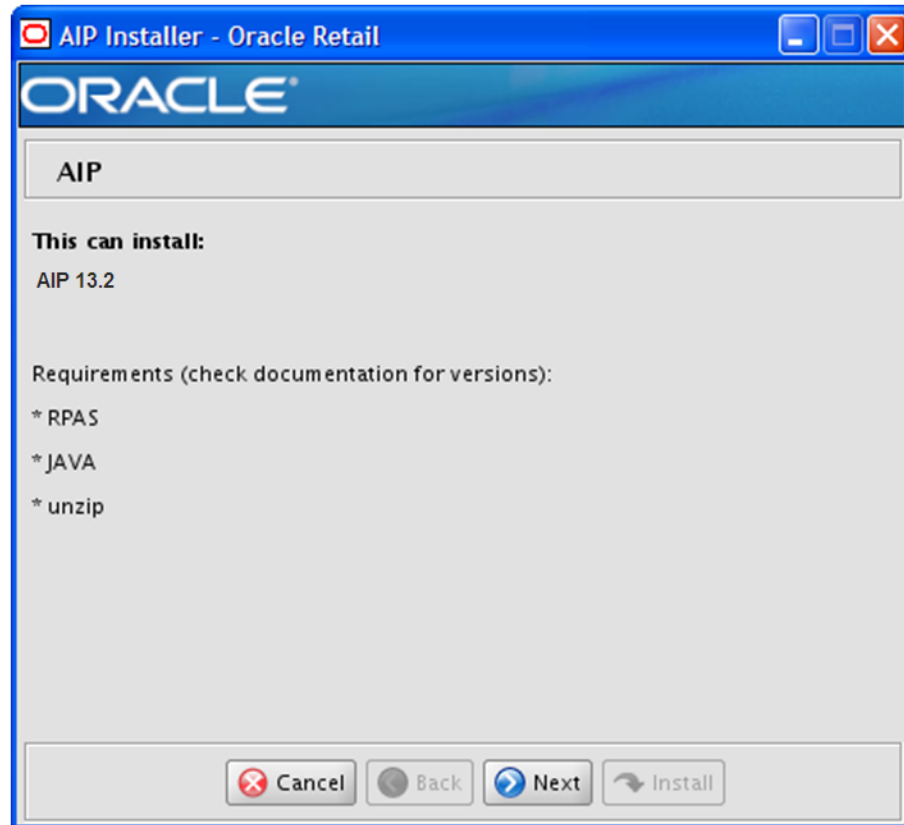 AIP Installer - Oracle Retail
ORACLE®
AIP
This can install:
AIP 13.2
Requirements (check documentation for versions):
* RPAS
* JAVA
* unzip
Cancel Back Next Install